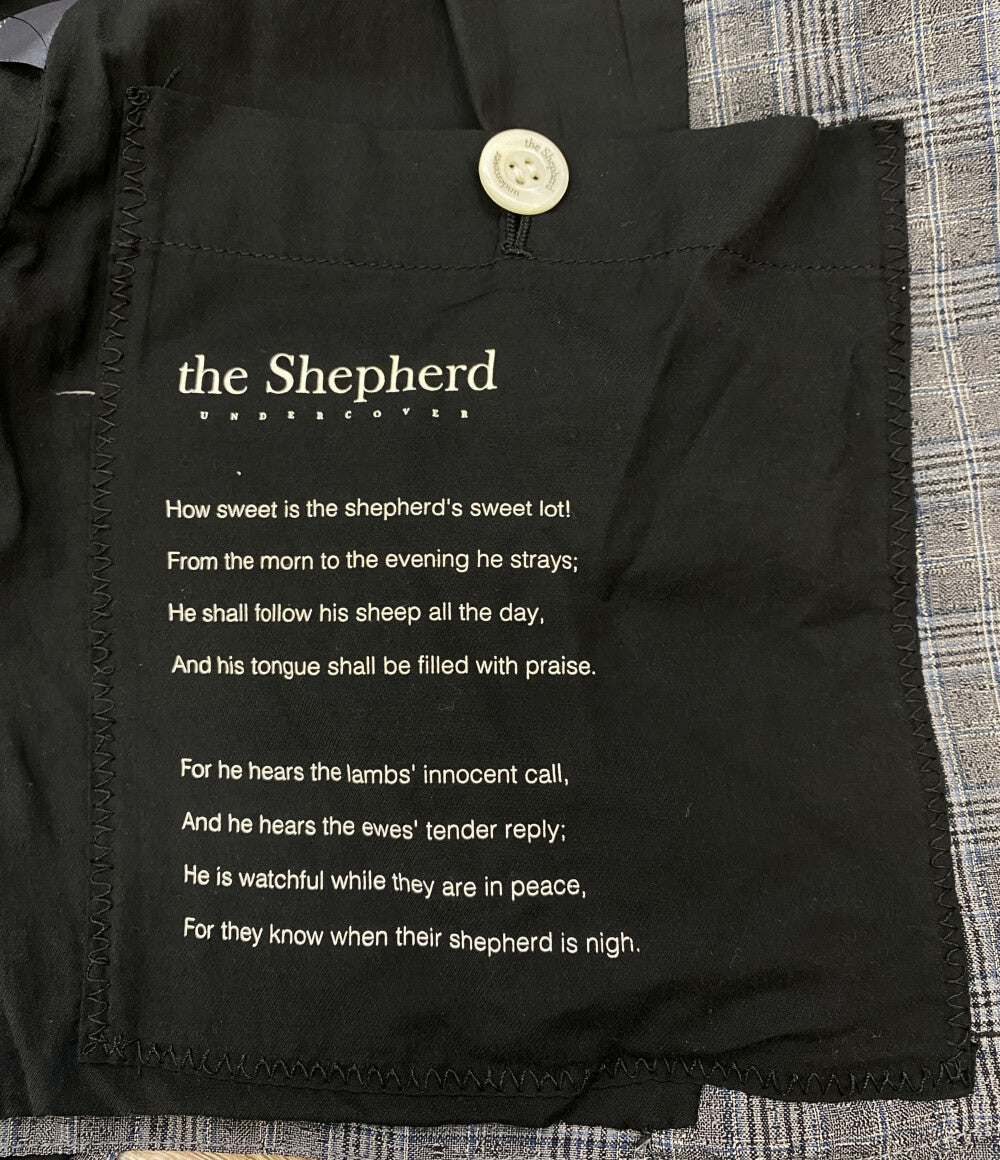 the Shepherd
undercover
the Shepherd
UNDERCOVER
How sweet is the shepherd's sweet lot!
From the morn to the evening he strays;
He shall follow his sheep all the day,
And his tongue shall be filled with praise.
For he hears the lambs' innocent call,
And he hears the ewes' tender reply;
He is watchful while they are in peace,
For they know when their shepherd is nigh.